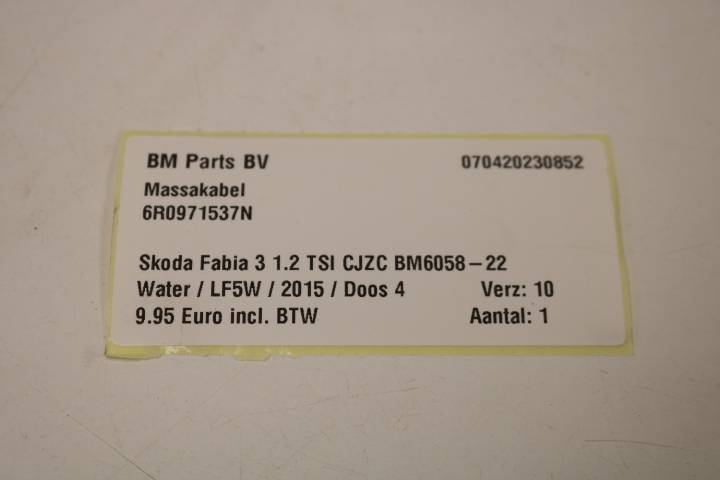 BM Parts BV 070420230852
Massakabel
6R0971537N
Skoda Fabia 3 1.2 TSI CJZC BM6058-22
Water / LF5W / 2015 / Doos 4 Verz: 10
9.95 Euro incl. BTW Aantal: 1